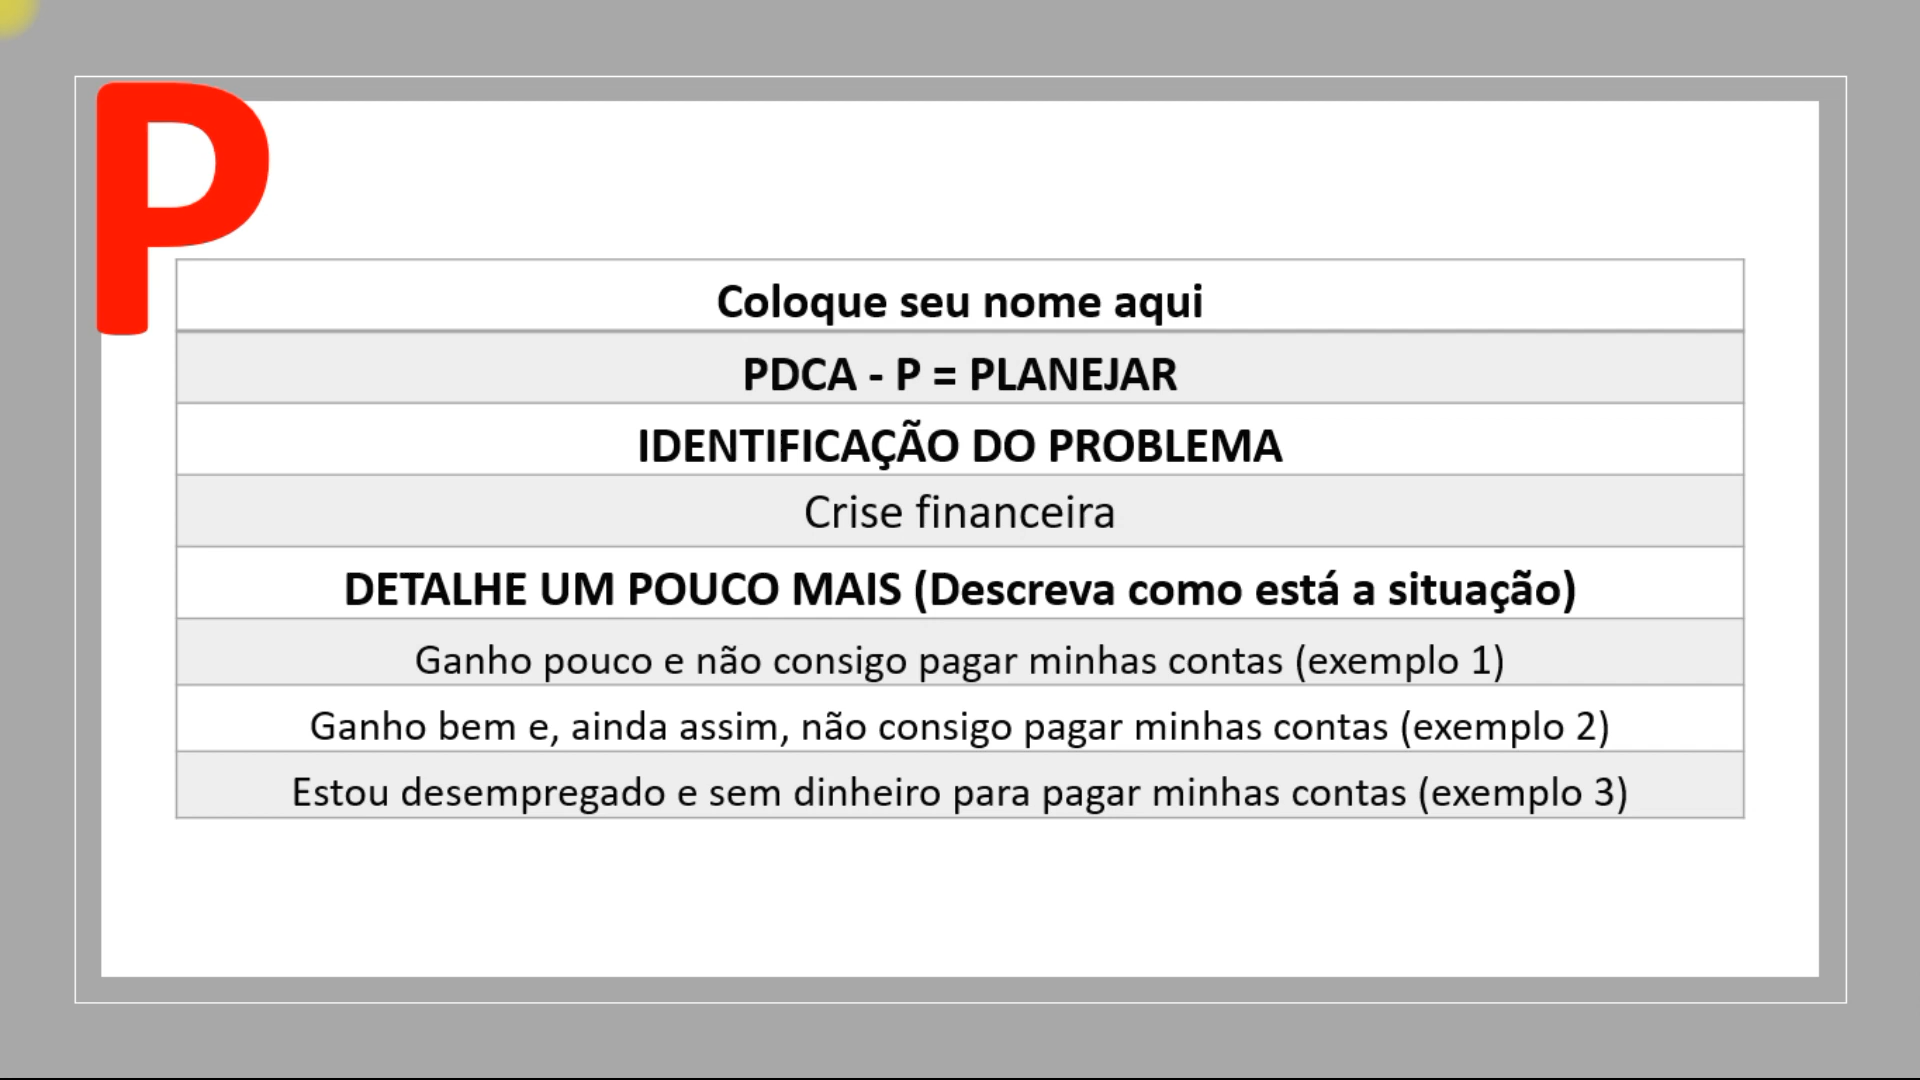 P
Coloque seu nome aqui
PDCA - P = PLANEJAR
IDENTIFICAÇÃO DO PROBLEMA
Crise financeira
DETALHE UM POUCO MAIS (Descreva como está a situação)
Ganho pouco e não consigo pagar minhas contas (exemplo 1)
Ganho bem e, ainda assim, não consigo pagar minhas contas (exemplo 2)
Estou desempregado e sem dinheiro para pagar minhas contas (exemplo 3)